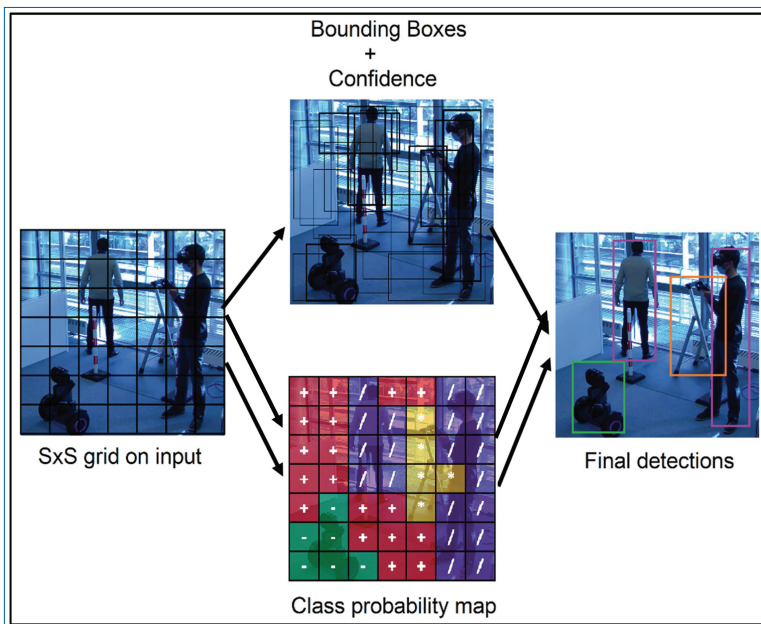 Bounding Boxes
+
Confidence
SxS grid on input
+ + / + + / /
+ + / / * / /
+ + / / * / /
+ + / / * * /
+ - + + * / /
- - + + + / /
- - - + + / /
Class probability map
Final detections